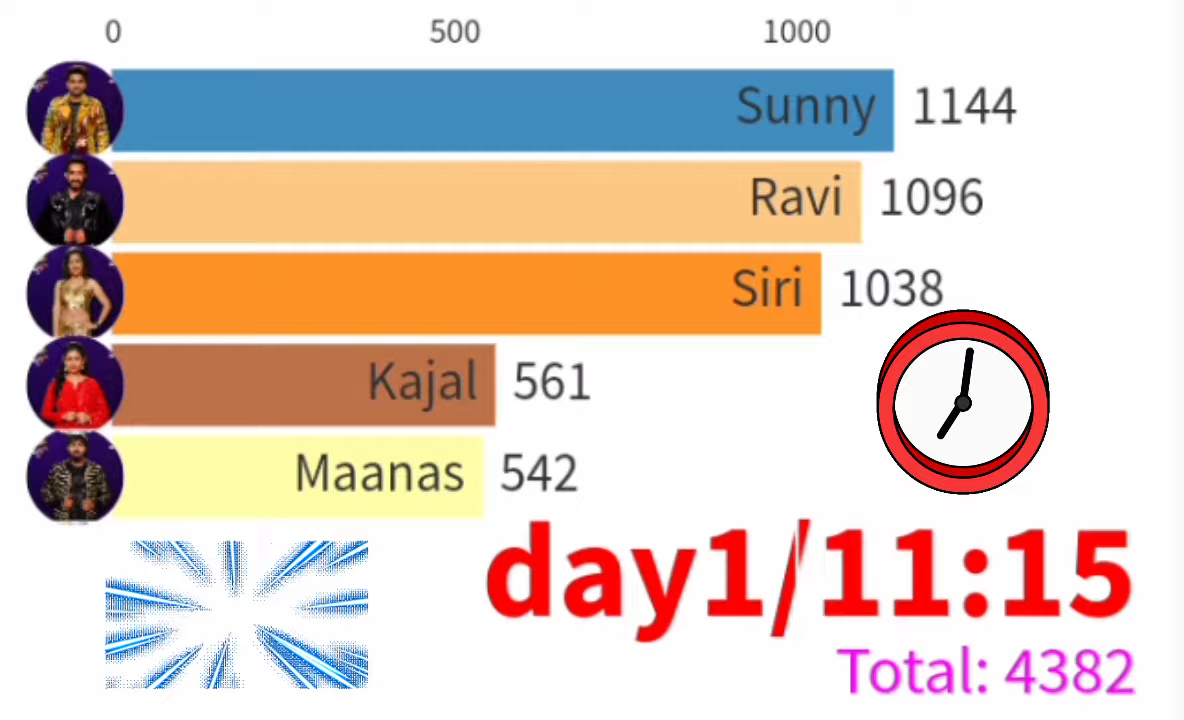 0 500 1000
Sunny 1144
Ravi 1096
Siri 1038
Kajal 561
Maanas 542
day1/11:15
Total: 4382